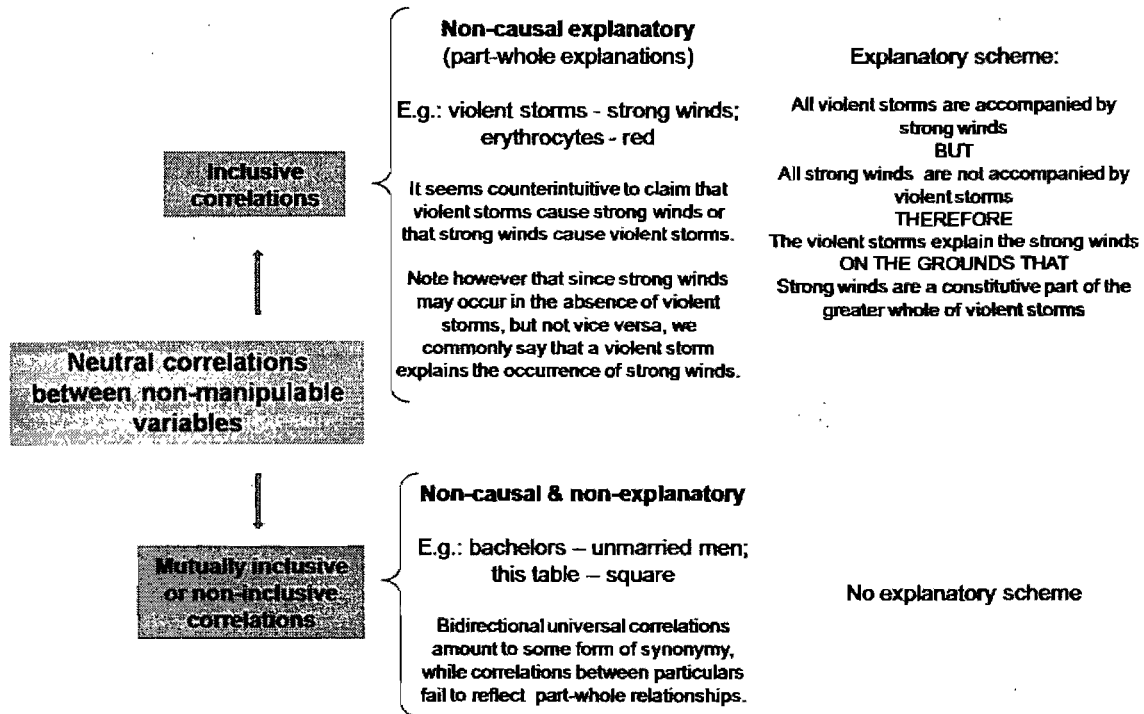 Non-causal explanatory
(part-whole explanations)
E.g.: violent storms - strong winds;
erythrocytes - red
It seems counterintuitive to claim that
violent storms cause strong winds or
that strong winds cause violent storms.
Note however that since strong winds
may occur in the absence of violent
storms, but not vice versa, we
commonly say that a violent storm
explains the occurrence of strong winds.
Explanatory scheme:
All violent storms are accompanied by
strong winds
BUT
All strong winds are not accompanied by
violent storms
THEREFORE
The violent storms explain the strong winds
ON THE GROUNDS THAT
Strong winds are a constitutive part of the
greater whole of violent storms
Inclusive
correlations
Neutral correlations
between non-manipulable
variables
Mutually inclusive
or non-inclusive
correlations
Non-causal & non-explanatory
E.g.: bachelors – unmarried men;
this table – square
Bidirectional universal correlations
amount to some form of synonymy,
while correlations between particulars
fail to reflect part-whole relationships.
No explanatory scheme